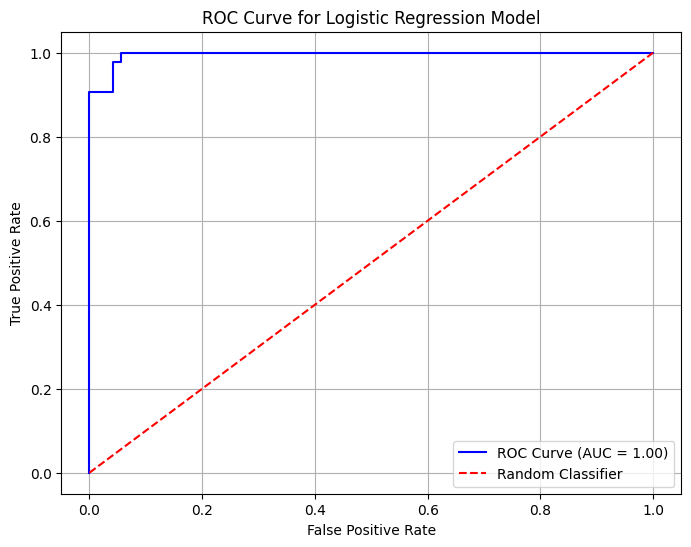 ROC Curve for Logistic Regression Model
1.0
0.8
0.6
0.4
0.2
0.0
True Positive Rate
ROC Curve (AUC = 1.00)
Random Classifier
0.0 0.2 0.4 0.6 0.8 1.0
False Positive Rate